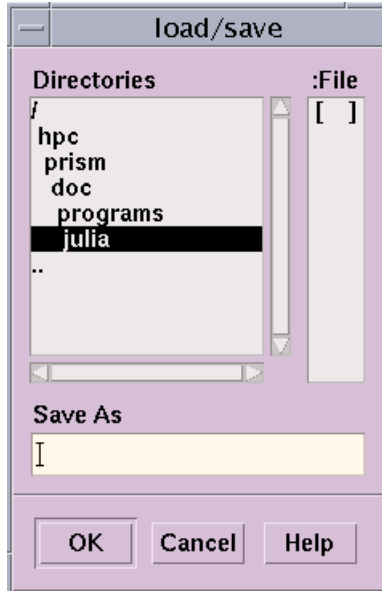 load/save
Directories :File
/ [ ]
hpc
prism
doc
programs
julia
..
Save As
OK Cancel Help